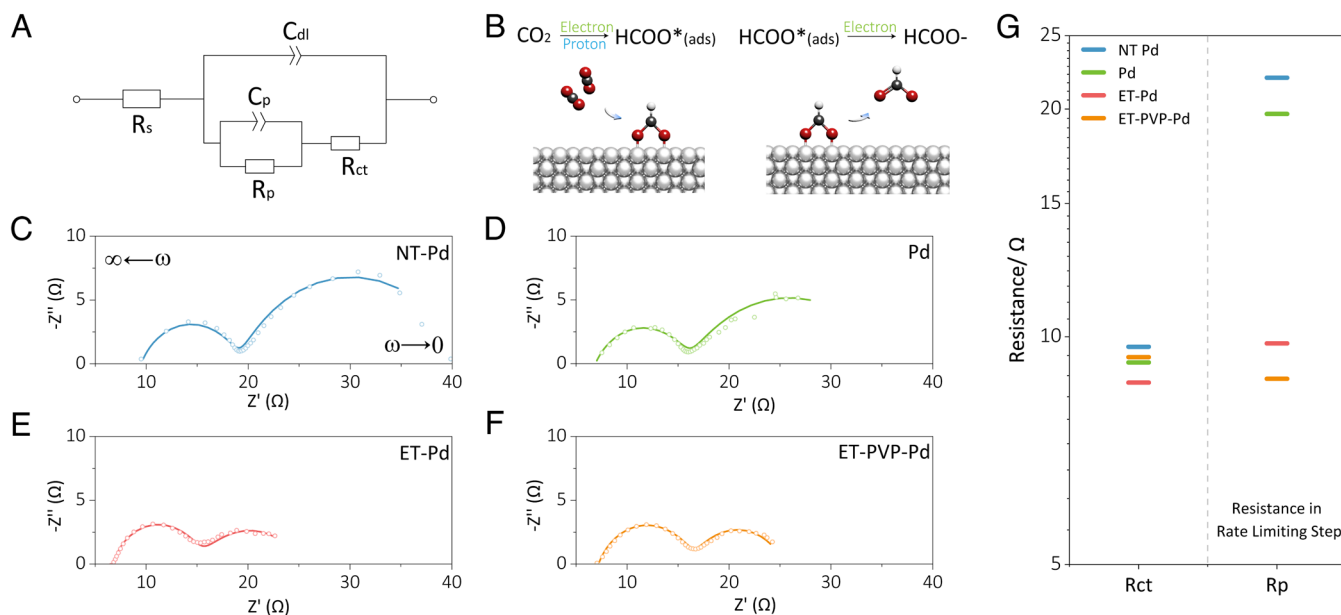 A
Cdl
Rs
Cp
Rp
Rct
B
CO2 Electron Proton HCOO*(ads)
HCOO*(ads) Electron HCOO-
C
NT-Pd
∞←ω
ω→0
-Z'' (Ω)
10
5
0
10 20 30 40
Z' (Ω)
D
Pd
-Z'' (Ω)
10
5
0
10 20 30 40
Z' (Ω)
E
ET-Pd
-Z'' (Ω)
10
5
0
10 20 30 40
Z' (Ω)
F
ET-PVP-Pd
-Z'' (Ω)
10
5
0
10 20 30 40
Z' (Ω)
G
NT Pd
Pd
ET-Pd
ET-PVP-Pd
Resistance/ Ω
25
20
15
10
5
Resistance in
Rate Limiting Step
Rct Rp